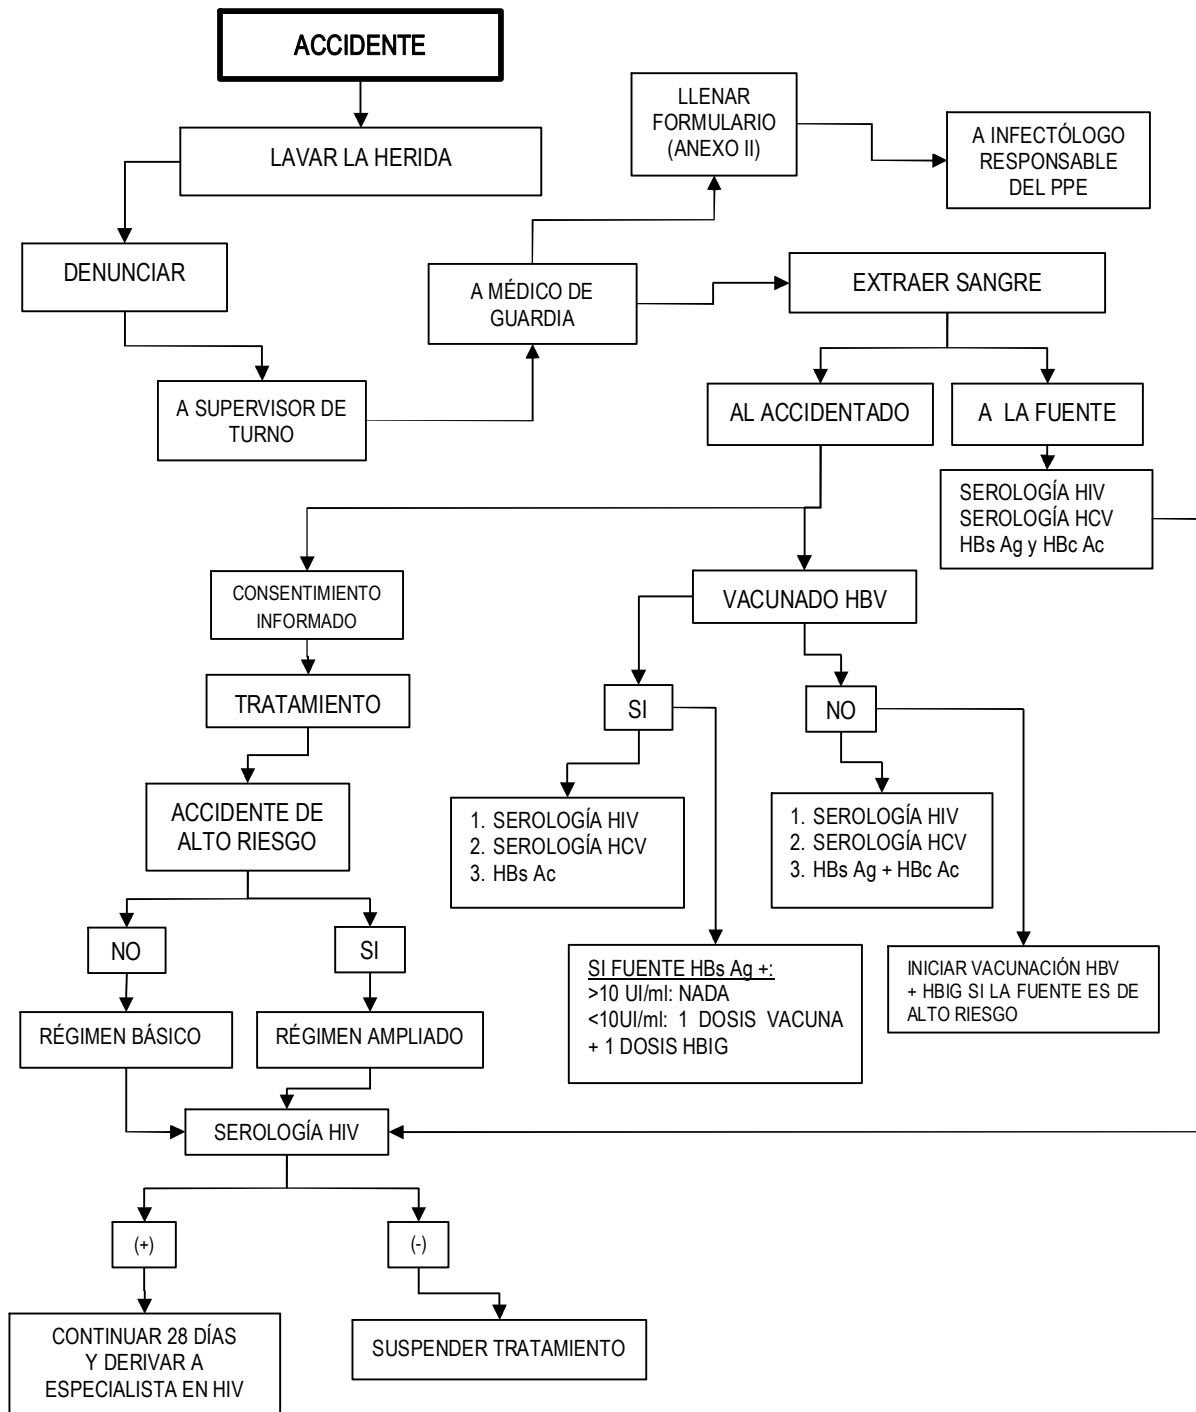 ACCIDENTE
LAVAR LA HERIDA
DENUNCIAR
A SUPERVISOR DE
TURNO
A MÉDICO DE
GUARDIA
LLENAR
FORMULARIO
(ANEXO II)
A INFECTÓLOGO
RESPONSABLE
DEL PPE
EXTRAER SANGRE
AL ACCIDENTADO
A LA FUENTE
SEROLOGÍA HIV
SEROLOGÍA HCV
HBs Ag y HBc Ac
CONSENTIMIENTO
INFORMADO
TRATAMIENTO
ACCIDENTE DE
ALTO RIESGO
NO
SI
RÉGIMEN BÁSICO
RÉGIMEN AMPLIADO
VACUNADO HBV
SI
NO
1. SEROLOGÍA HIV
2. SEROLOGÍA HCV
3. HBs Ac
1. SEROLOGÍA HIV
2. SEROLOGÍA HCV
3. HBs Ag + HBc Ac
SI FUENTE HBs Ag +:
>10 UI/ml: NADA
<10UI/ml: 1 DOSIS VACUNA
+ 1 DOSIS HBIG
INICIAR VACUNACIÓN HBV
+ HBIG SI LA FUENTE ES DE
ALTO RIESGO
SEROLOGÍA HIV
(+)
(-)
CONTINUAR 28 DÍAS
Y DERIVAR A
ESPECIALISTA EN HIV
SUSPENDER TRATAMIENTO